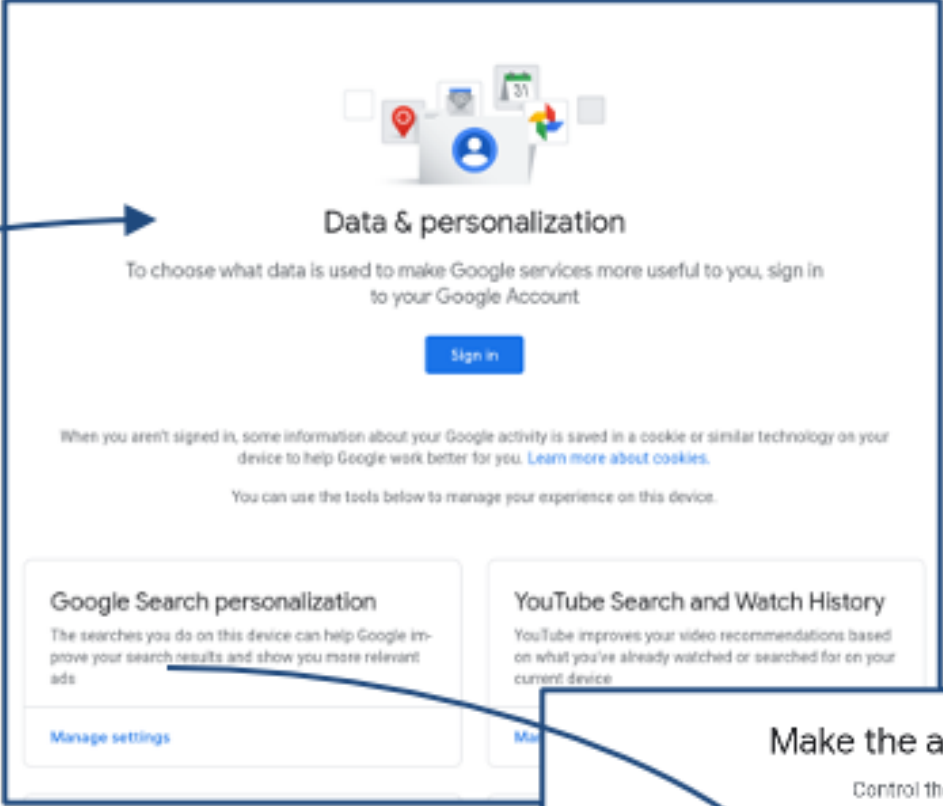 31
Data & personalization
To choose what data is used to make Google services more useful to you, sign in
to your Google Account
Sign in
When you aren't signed in, some information about your Google activity is saved in a cookie or similar technology on your
device to help Google work better for you. Learn more about cookies.
You can use the tools below to manage your experience on this device.
Google Search personalization
The searches you do on this device can help Google im-
prove your search results and show you more relevant
ads
Manage settings
YouTube Search and Watch History
YouTube improves your video recommendations based
on what you've already watched or searched for on your
current device
Ma
Make the a
Control th